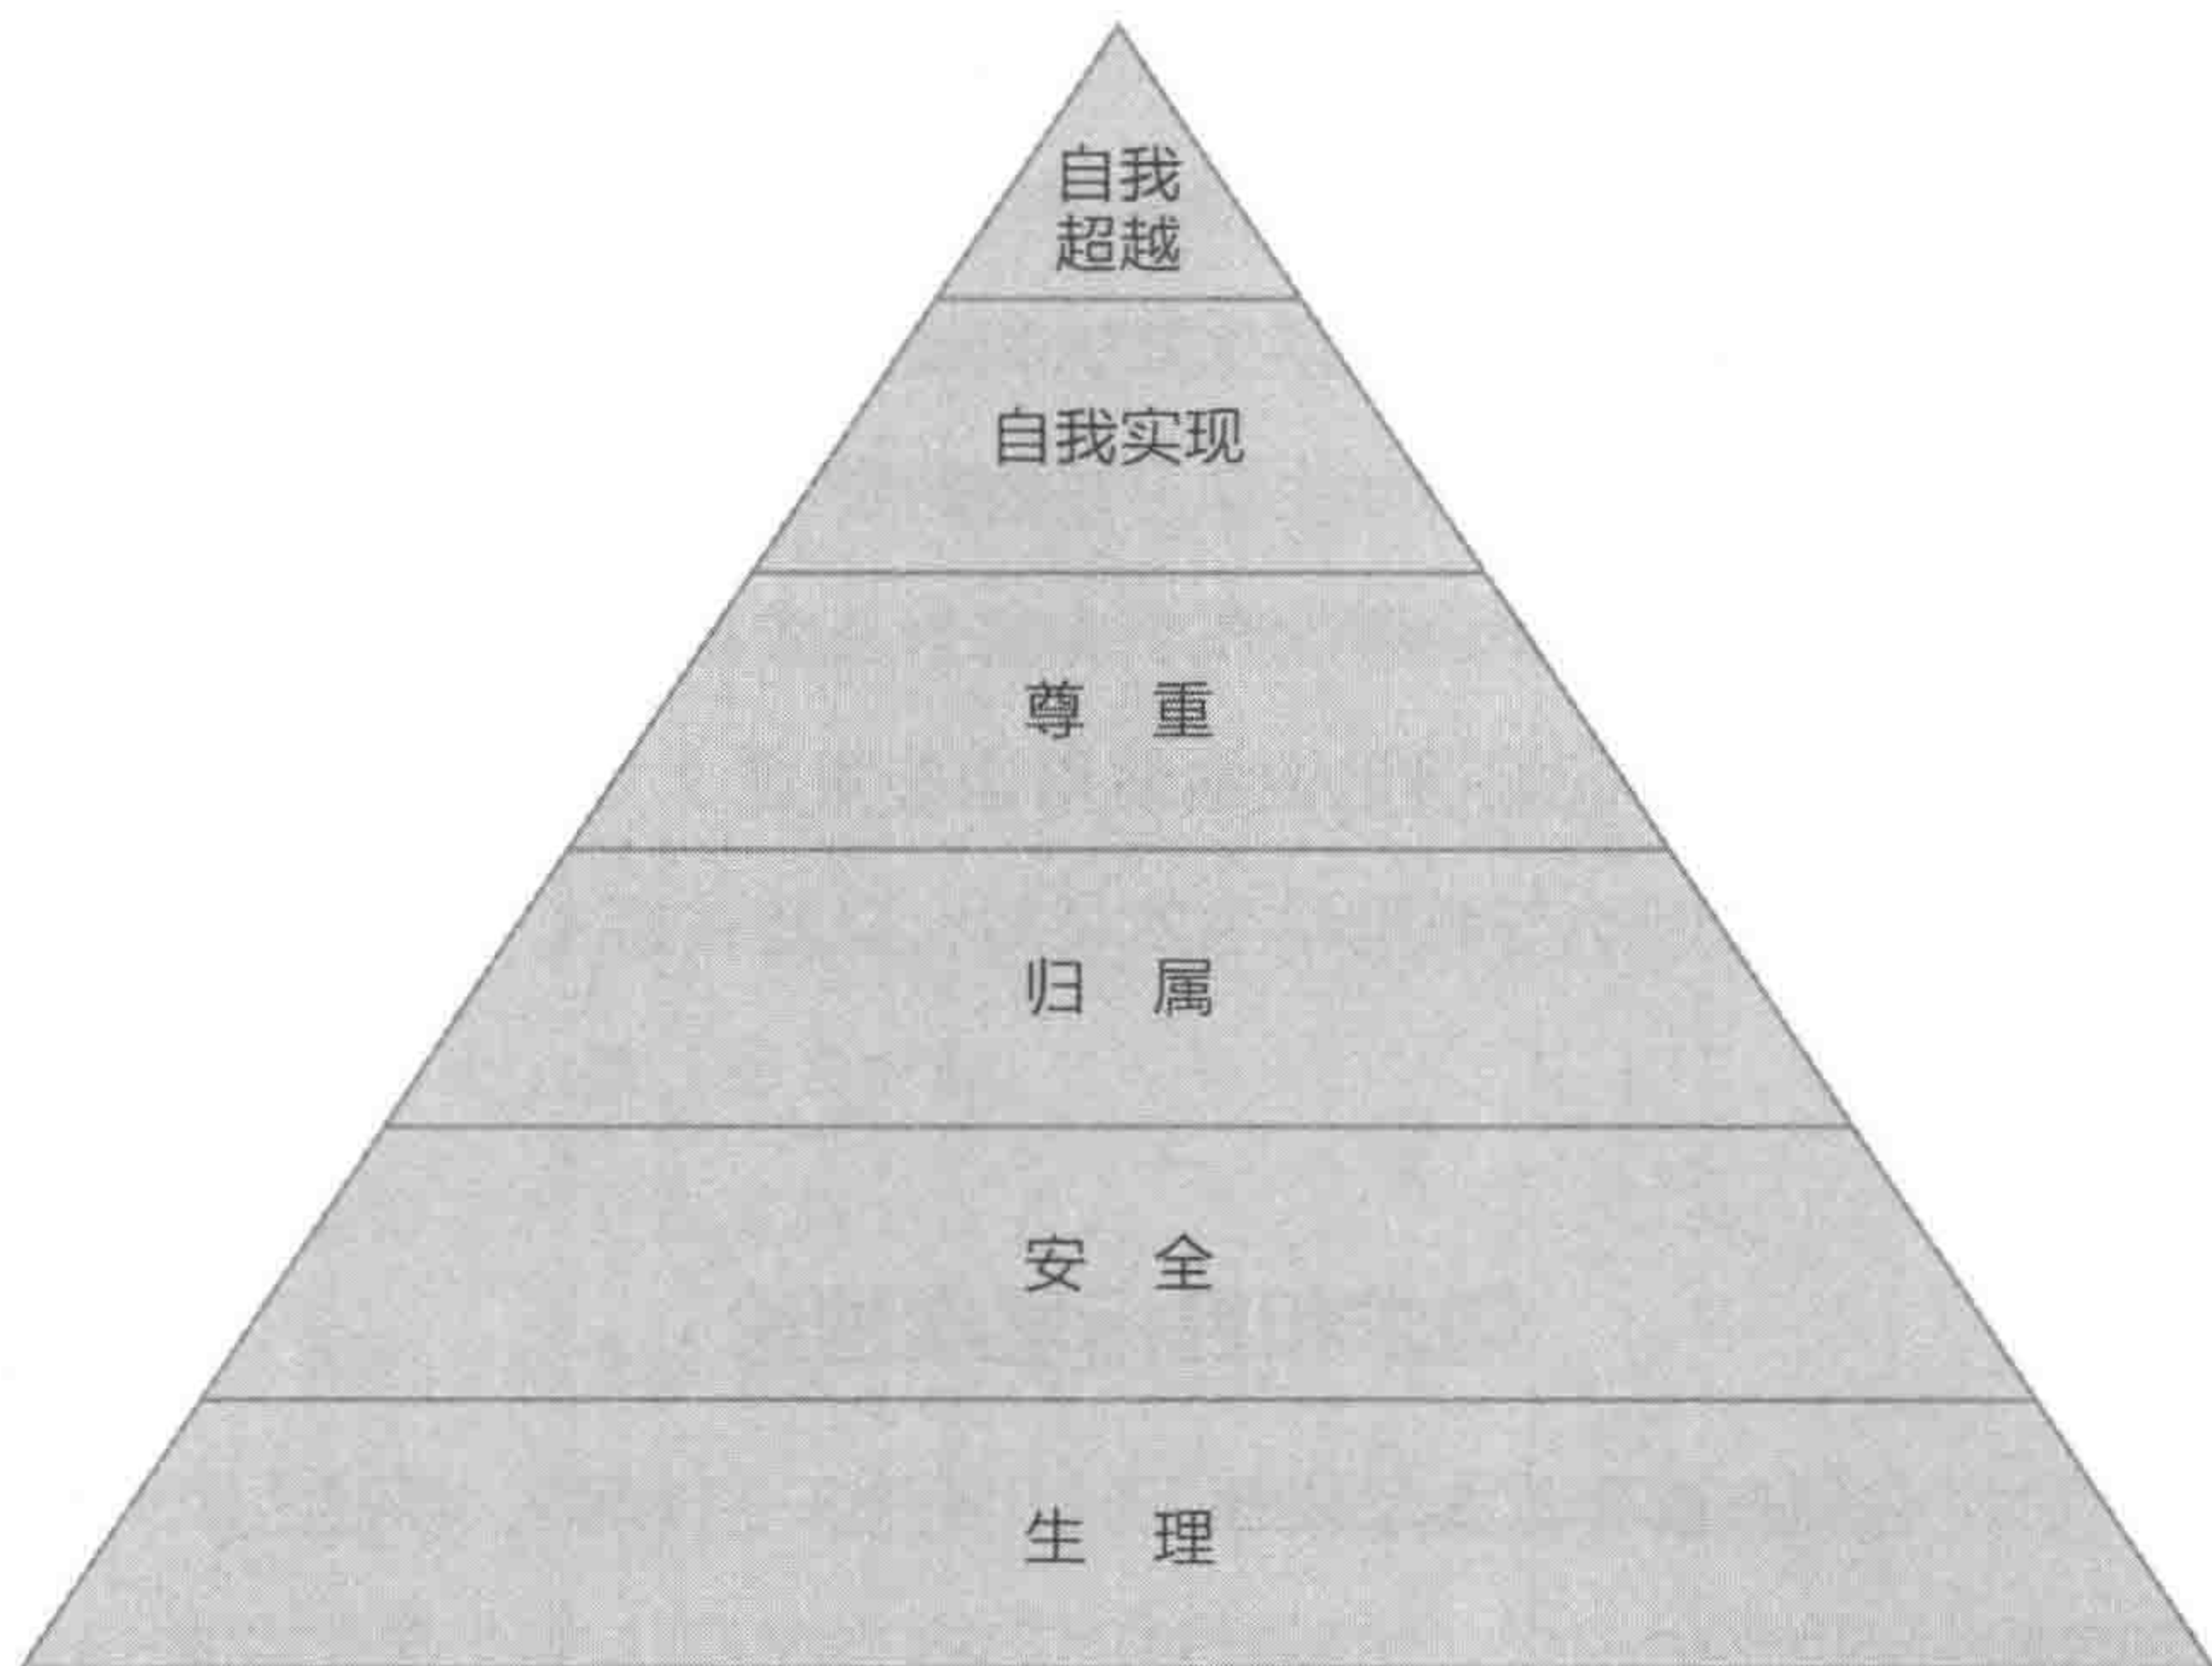 自我
超越
自我实现
尊 重
归 属
安 全
生 理